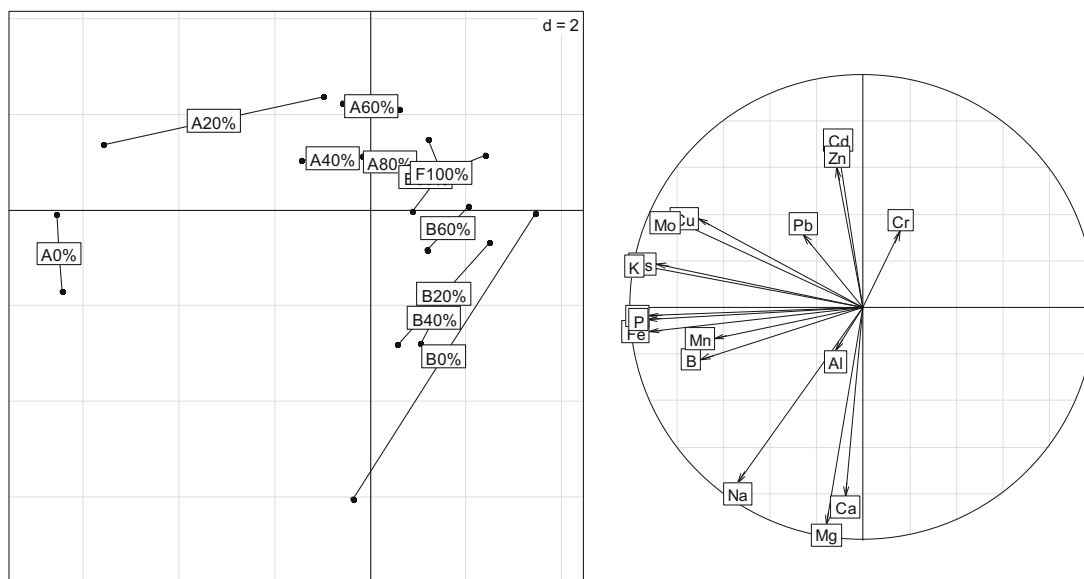 d = 2
A60%
A20%
A40%
A80%
F100%
B60%
A0%
B20%
B40%
B0%
Cd
Zn
Mo
Cu
Pb
Cr
K
s
P
Fe
Mn
B
Al
Na
Ca
Mg